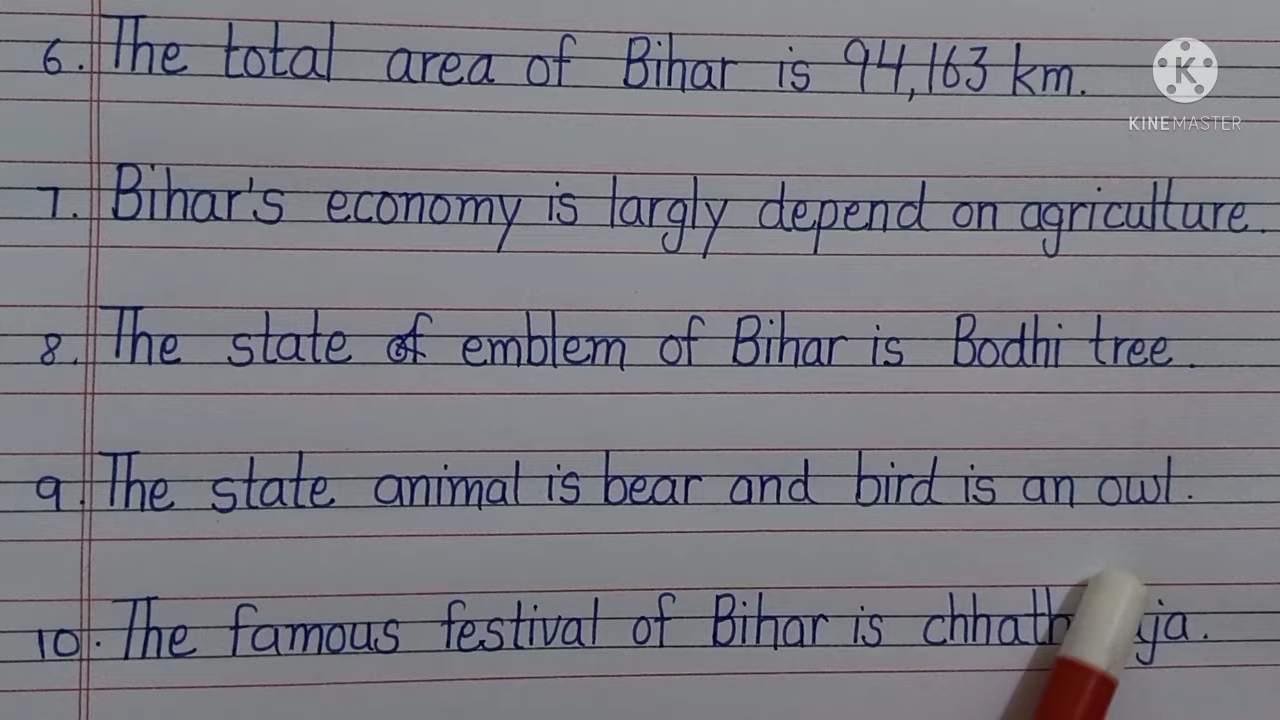 6. The total area of Bihar is 94,163 km.
KINEMASTER
7. Bihar's economy is largly depend on agriculture.
8. The state of emblem of Bihar is Bodhi tree.
9. The state animal is bear and bird is an owl.
10. The famous festival of Bihar is